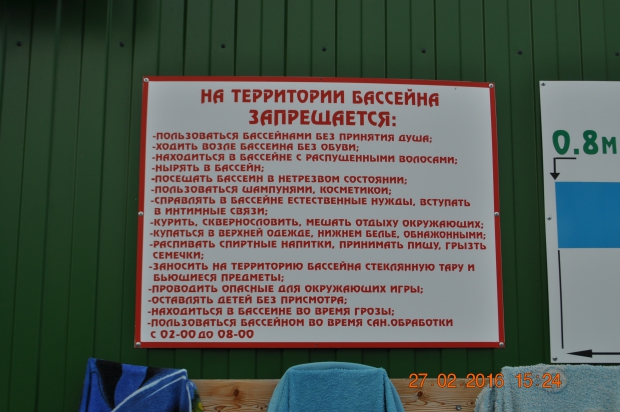 НА ТЕРРИТОРИИ БАССЕЙНА
ЗАПРЕЩАЕТСЯ:
-ПОЛЬЗОВАТЬСЯ БАССЕЙНАМИ БЕЗ ПРИНЯТИЯ ДУША;
-ХОДИТЬ ВОЗЛЕ БАССЕЙНА БЕЗ ОБУВИ;
-НАХОДИТЬСЯ В БАССЕЙНЕ С РАСПУЩЕННЫМИ ВОЛОСАМИ;
-НЫРЯТЬ В БАССЕЙН;
-ПОСЕЩАТЬ БАССЕЙН В НЕТРЕЗВОМ СОСТОЯНИИ;
-ПОЛЬЗОВАТЬСЯ ШАМПУНЯМИ, КОСМЕТИКОЙ;
-СПРАВЛЯТЬ В БАССЕЙНЕ ЕСТЕСТВЕННЫЕ НУЖДЫ, ВСТУПАТЬ
В ИНТИМНЫЕ СВЯЗИ;
-КУРИТЬ, СКВЕРНОСЛОВИТЬ, МЕШАТЬ ОТДЫХУ ОКРУЖАЮЩИХ;
-КУПАТЬСЯ В ВЕРХНЕЙ ОДЕЖДЕ, НИЖНЕМ БЕЛЬЕ, ОБНАЖЕННЫМИ;
-РАСПИВАТЬ СПИРТНЫЕ НАПИТКИ, ПРИНИМАТЬ ПИЩУ, ГРЫЗТЬ
СЕМЕЧКИ;
-ЗАНОСИТЬ НА ТЕРРИТОРИЮ БАССЕЙНА СТЕКЛЯННУЮ ТАРУ И
БЬЮЩИЕСЯ ПРЕДМЕТЫ;
-ПРОВОДИТЬ ОПАСНЫЕ ДЛЯ ОКРУЖАЮЩИХ ИГРЫ;
-ОСТАВЛЯТЬ ДЕТЕЙ БЕЗ ПРИСМОТРА;
-НАХОДИТЬСЯ В БАССЕЙНЕ ВО ВРЕМЯ ГРОЗЫ;
-ПОЛЬЗОВАТЬСЯ БАССЕЙНОМ ВО ВРЕМЯ САН.ОБРАБОТКИ
С 02-00 ДО 08-00
0.8м
27.02.2016 15:24